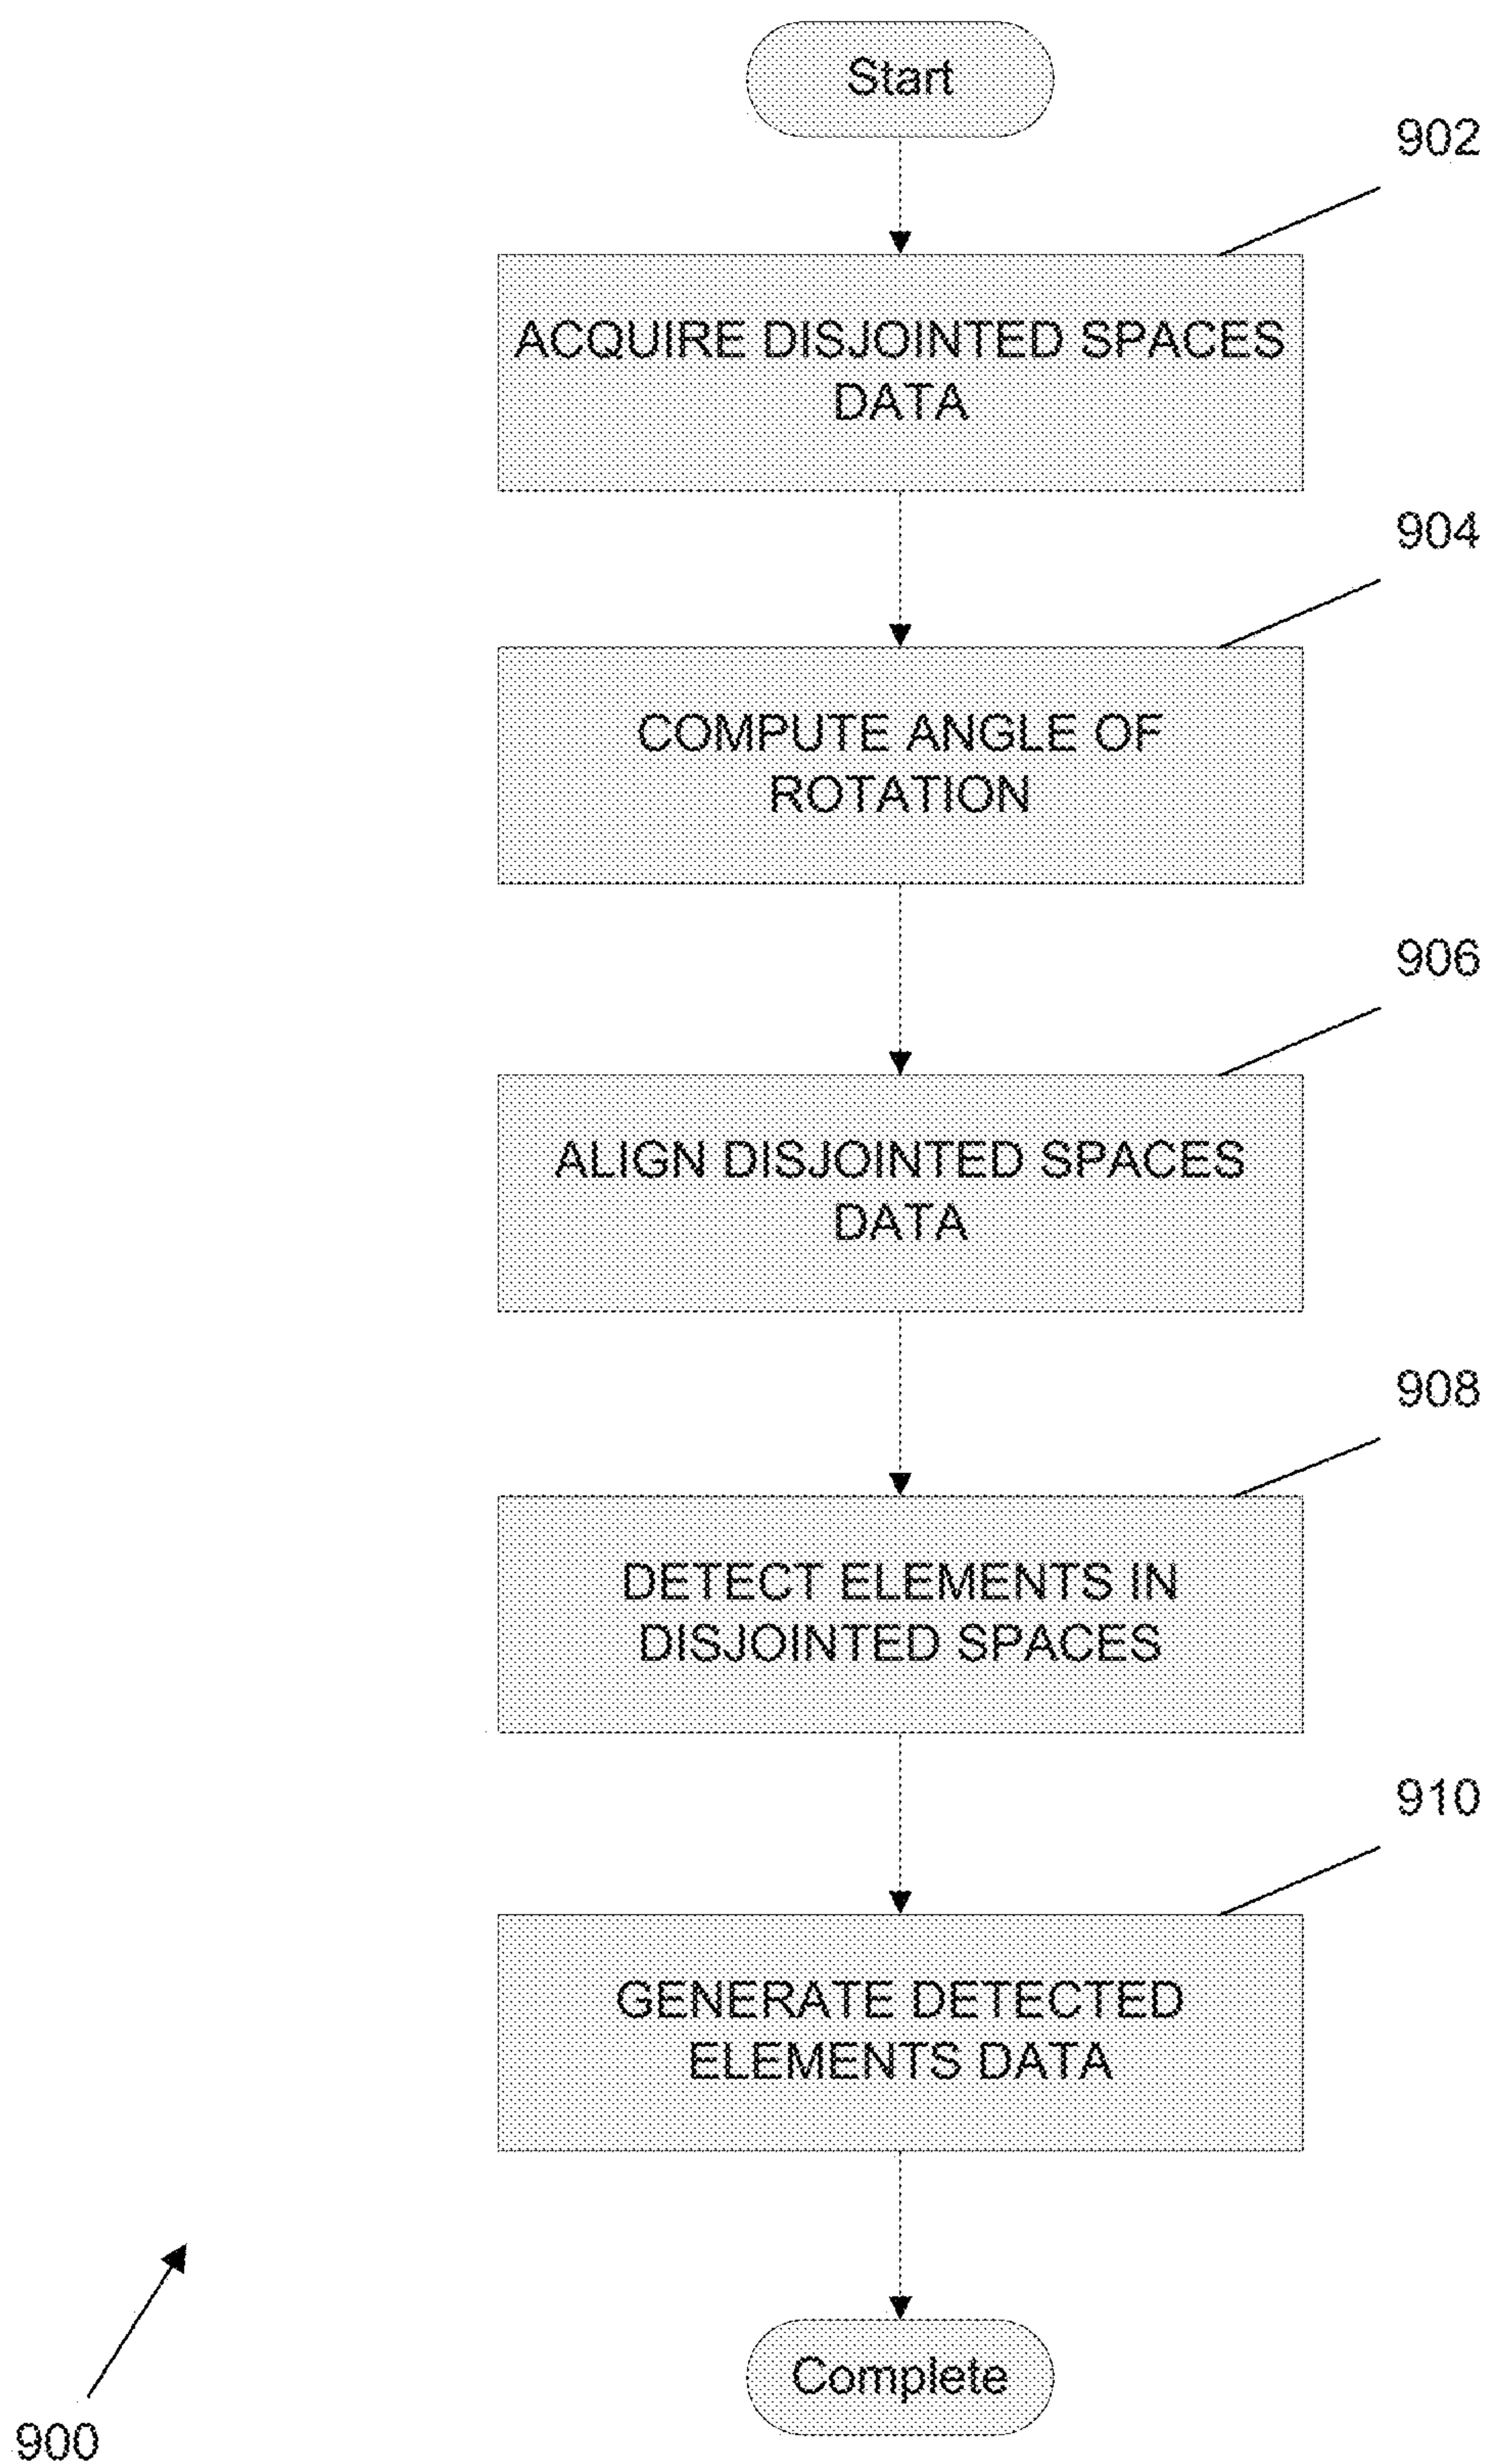 Start
902
ACQUIRE DISJOINTED SPACES
DATA
904
COMPUTE ANGLE OF
ROTATION
906
ALIGN DISJOINTED SPACES
DATA
908
DETECT ELEMENTS IN
DISJOINTED SPACES
910
GENERATE DETECTED
ELEMENTS DATA
Complete
900